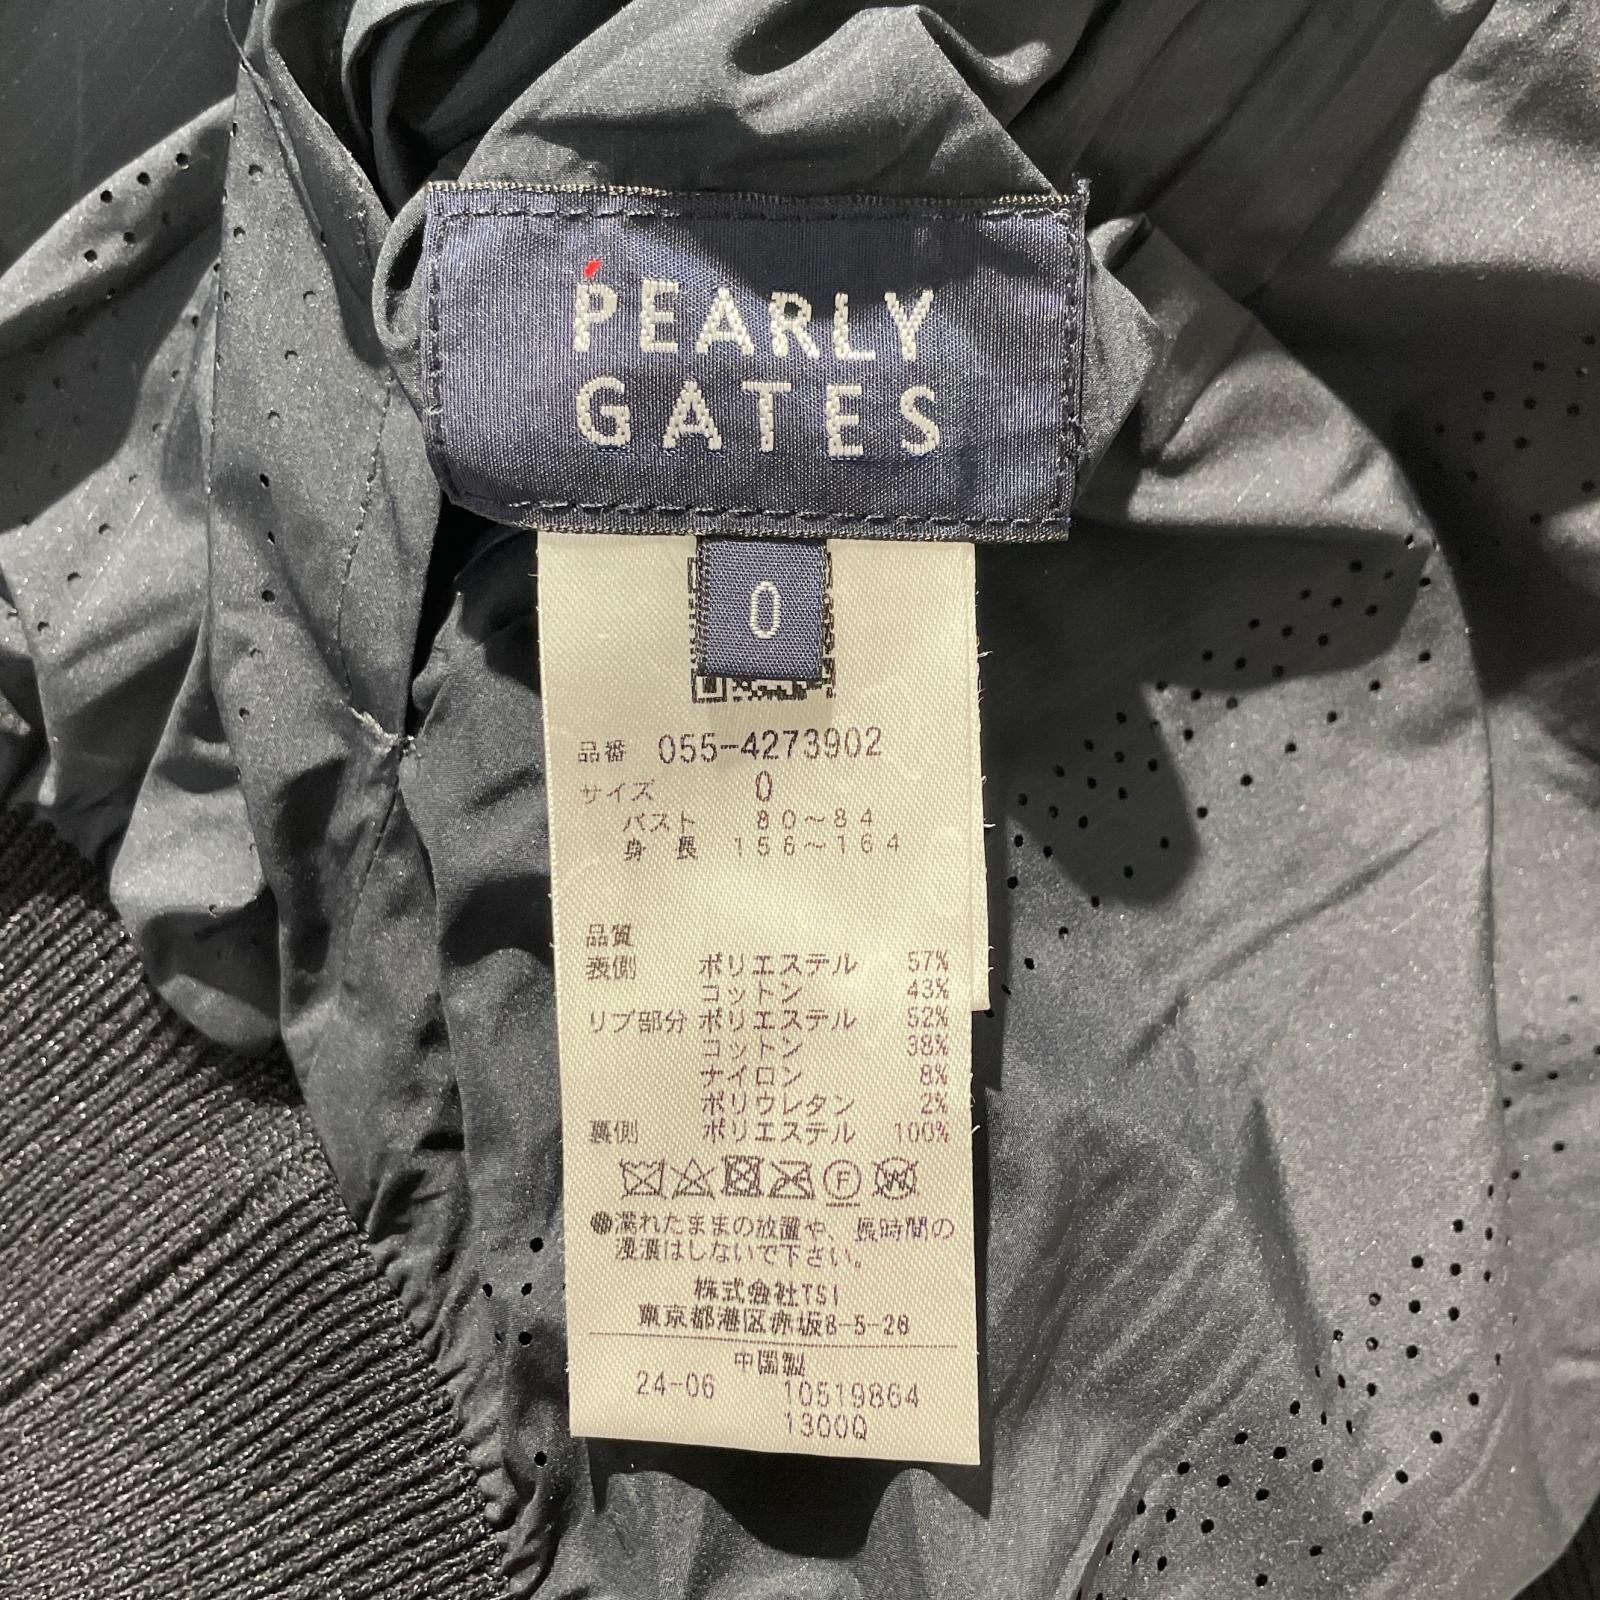 PEARLY
GATES
0
品番 055-4273902
サイズ 0
バスト 80～84
身長 156～164
品質
表側 ポリエステル 57%
コットン 43%
リブ部分 ポリエステル 52%
コットン 38%
ナイロン 8%
ポリウレタン 2%
裏側 ポリエステル 100%
F
W
●濡れたままの放置や、長時間の
浸漬はしないで下さい。
株式会社TSI
東京都港区赤坂8-5-28
中国製
24-06 10519864
1300Q